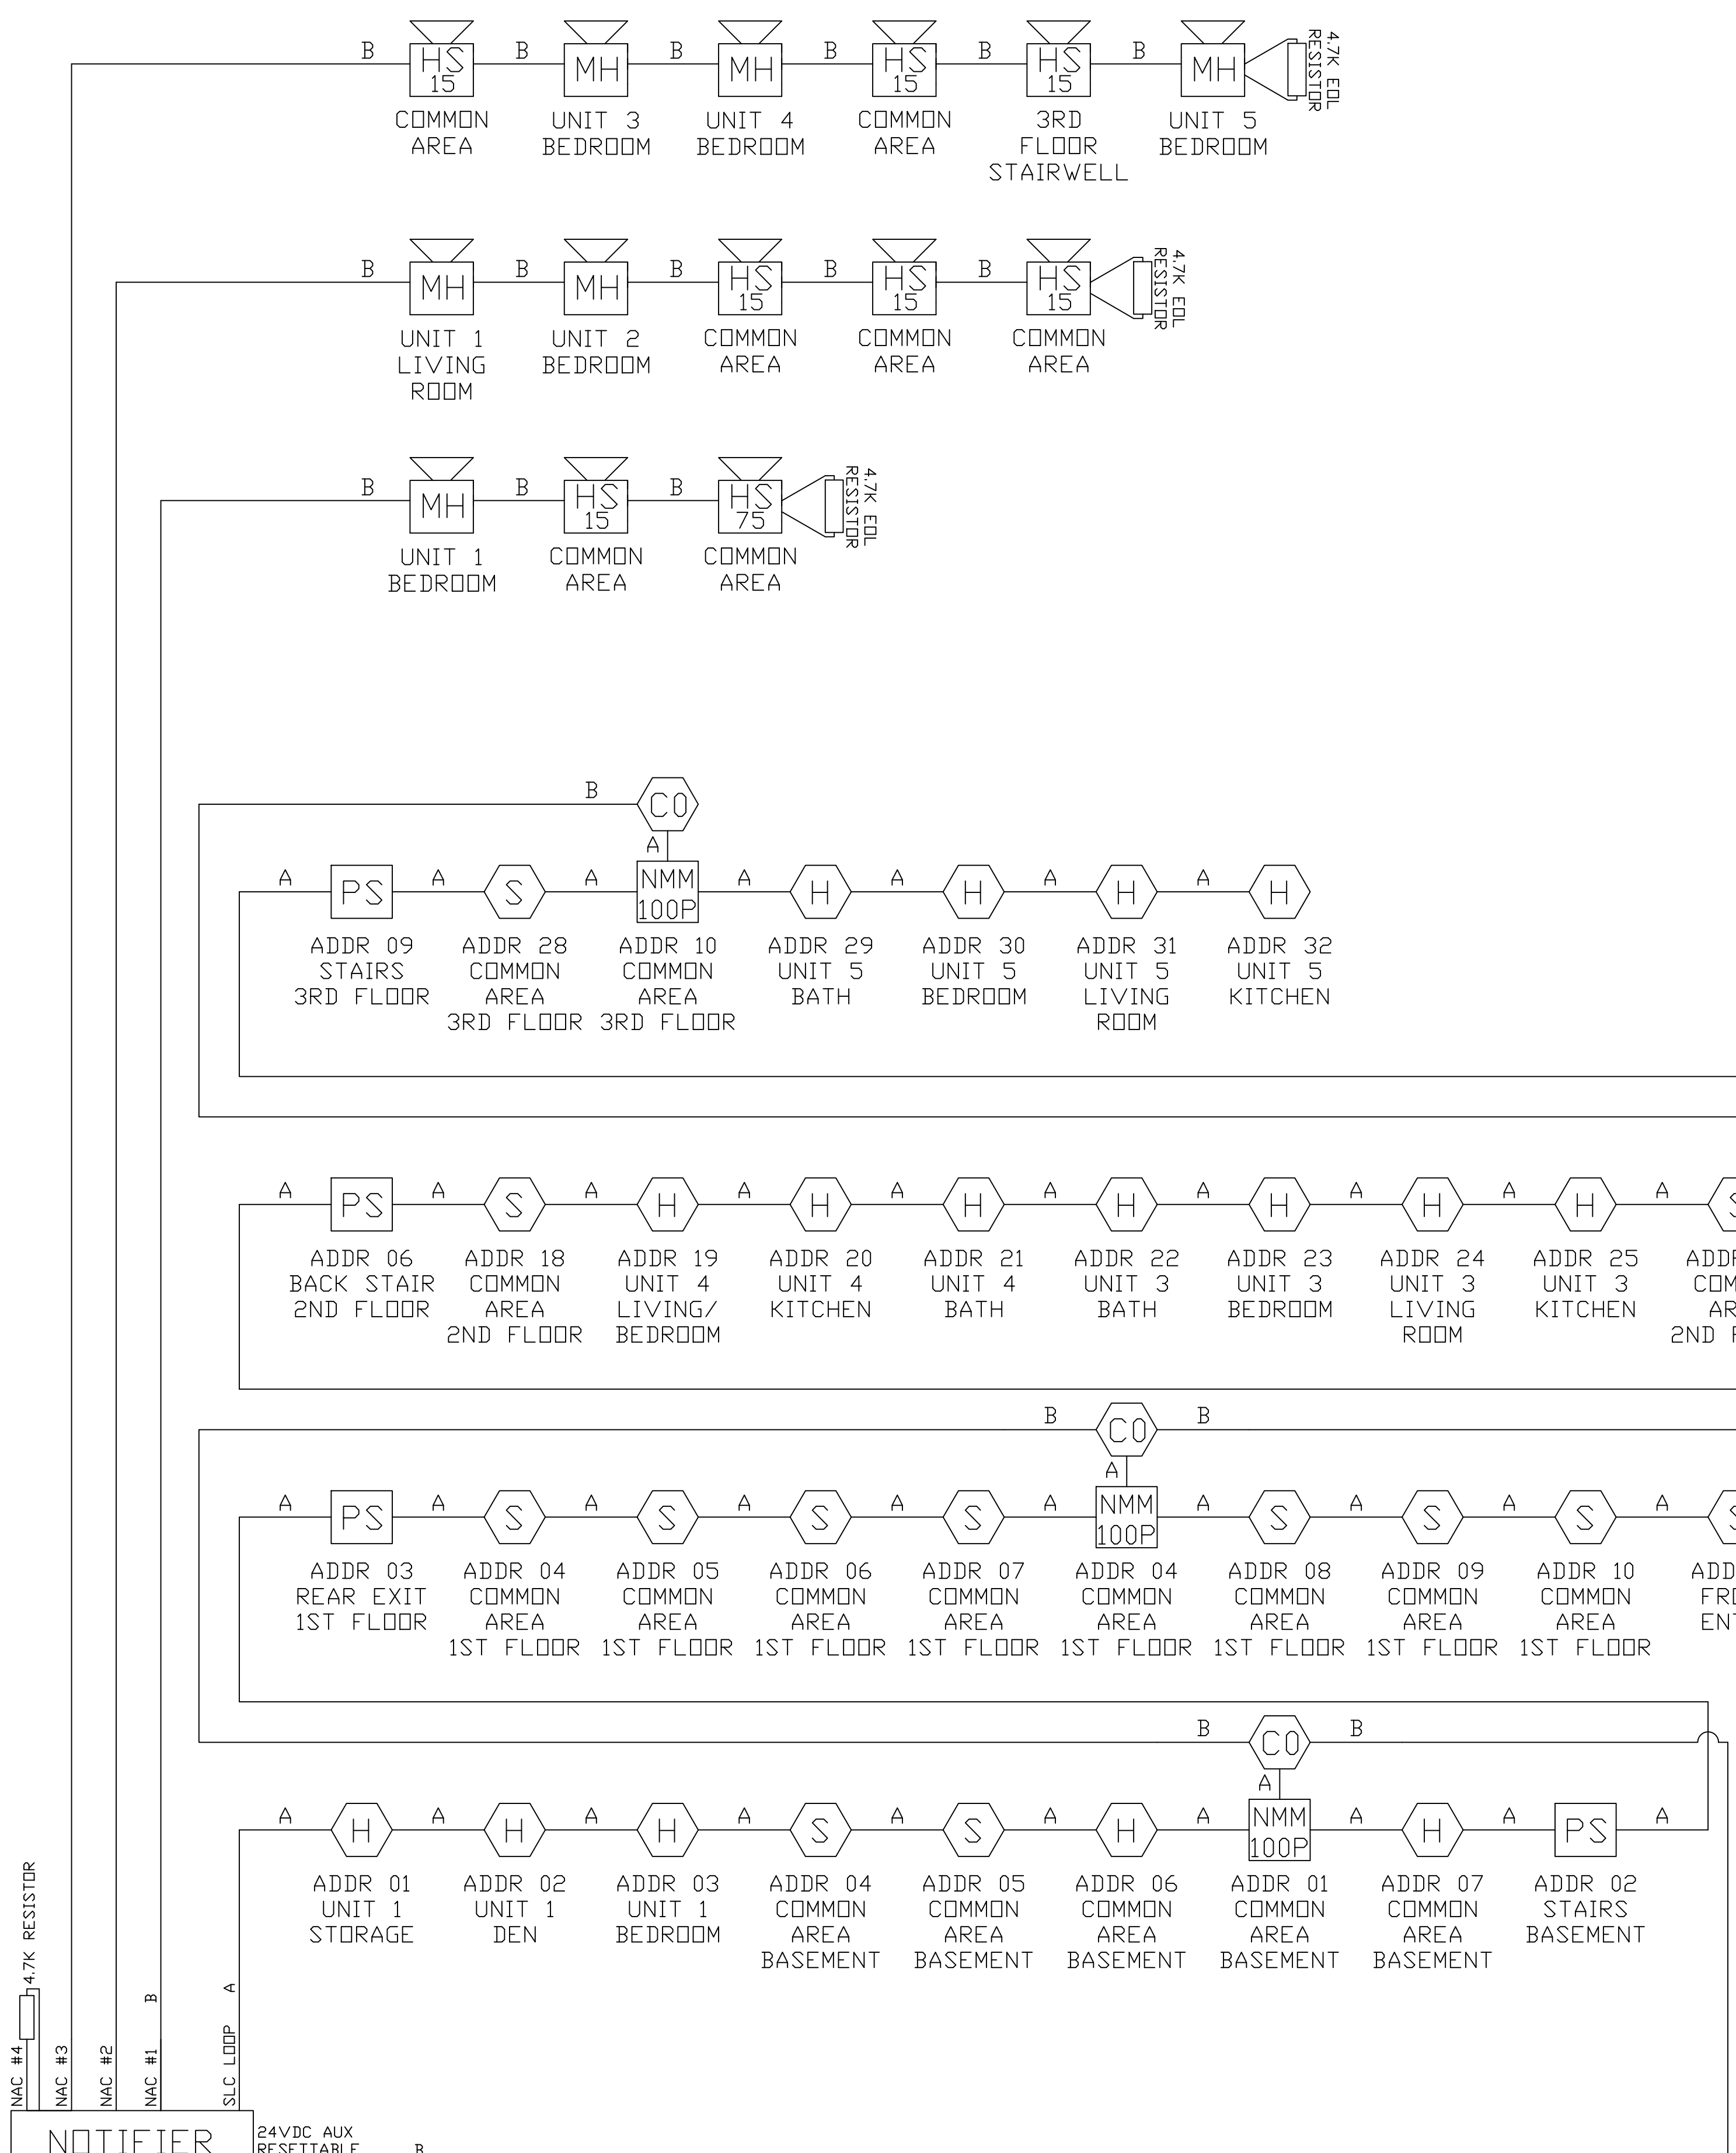 B B B B B B
HS MH MH HS HS MH
15 15 15
4.7K EOL
RESISTOR
COMMON UNIT 3 UNIT 4 COMMON 3RD UNIT 5
AREA BEDROOM BEDROOM AREA FLOOR BEDROOM
STAIRWELL
B B B B B
MH MH HS HS HS
15 15 15
4.7K EOL
RESISTOR
UNIT 1 UNIT 2 COMMON COMMON COMMON
LIVING BEDROOM AREA AREA AREA
ROOM
B B B
MH HS HS
15 75
4.7K EOL
RESISTOR
UNIT 1 COMMON COMMON
BEDROOM AREA AREA
B CO
A
A PS A S A NMM A H A H A H A H
100P
ADDR 09 ADDR 28 ADDR 10 ADDR 29 ADDR 30 ADDR 31 ADDR 32
STAIRS COMMON COMMON UNIT 5 UNIT 5 UNIT 5 UNIT 5
3RD FLOOR AREA AREA BATH BEDROOM LIVING KITCHEN
3RD FLOOR 3RD FLOOR ROOM
A PS A S A H A H A H A H A H A H A H A
ADDR 06 ADDR 18 ADDR 19 ADDR 20 ADDR 21 ADDR 22 ADDR 23 ADDR 24 ADDR 25
BACK STAIR COMMON UNIT 4 UNIT 4 UNIT 4 UNIT 3 UNIT 3 UNIT 3 UNIT 3
2ND FLOOR AREA LIVING/ KITCHEN BATH BATH BEDROOM LIVING KITCHEN
2ND FLOOR BEDROOM ROOM 2ND
B CO B
A
A PS A S A S A S A S A NMM A S A S A S A
100P
ADDR 03 ADDR 04 ADDR 05 ADDR 06 ADDR 07 ADDR 04 ADDR 08 ADDR 09 ADDR 10
REAR EXIT COMMON COMMON COMMON COMMON COMMON COMMON COMMON COMMON
1ST FLOOR AREA AREA AREA AREA AREA AREA AREA AREA
1ST FLOOR 1ST FLOOR 1ST FLOOR 1ST FLOOR 1ST FLOOR 1ST FLOOR 1ST FLOOR 1ST FLOOR
B CO B
A
A H A H A H A S A S A H A NMM A H A PS A
100P
ADDR 01 ADDR 02 ADDR 03 ADDR 04 ADDR 05 ADDR 06 ADDR 01 ADDR 07 ADDR 02
UNIT 1 UNIT 1 UNIT 1 COMMON COMMON COMMON COMMON COMMON STAIRS
STORAGE DEN BEDROOM AREA AREA AREA AREA AREA BASEMENT
BASEMENT BASEMENT BASEMENT BASEMENT BASEMENT
4.7K RESISTOR
NAC #4
NAC #3
NAC #2
NAC #1 B
SLC LOOP A
NOTIFIER
24VDC AUX
RESETTABLE B